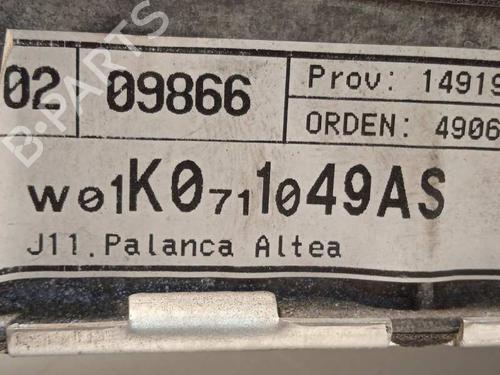 02 09866 Prov: 14919
ORDEN: 4906
W01K0711049AS
J11.Palanca Altea
B-PARTS